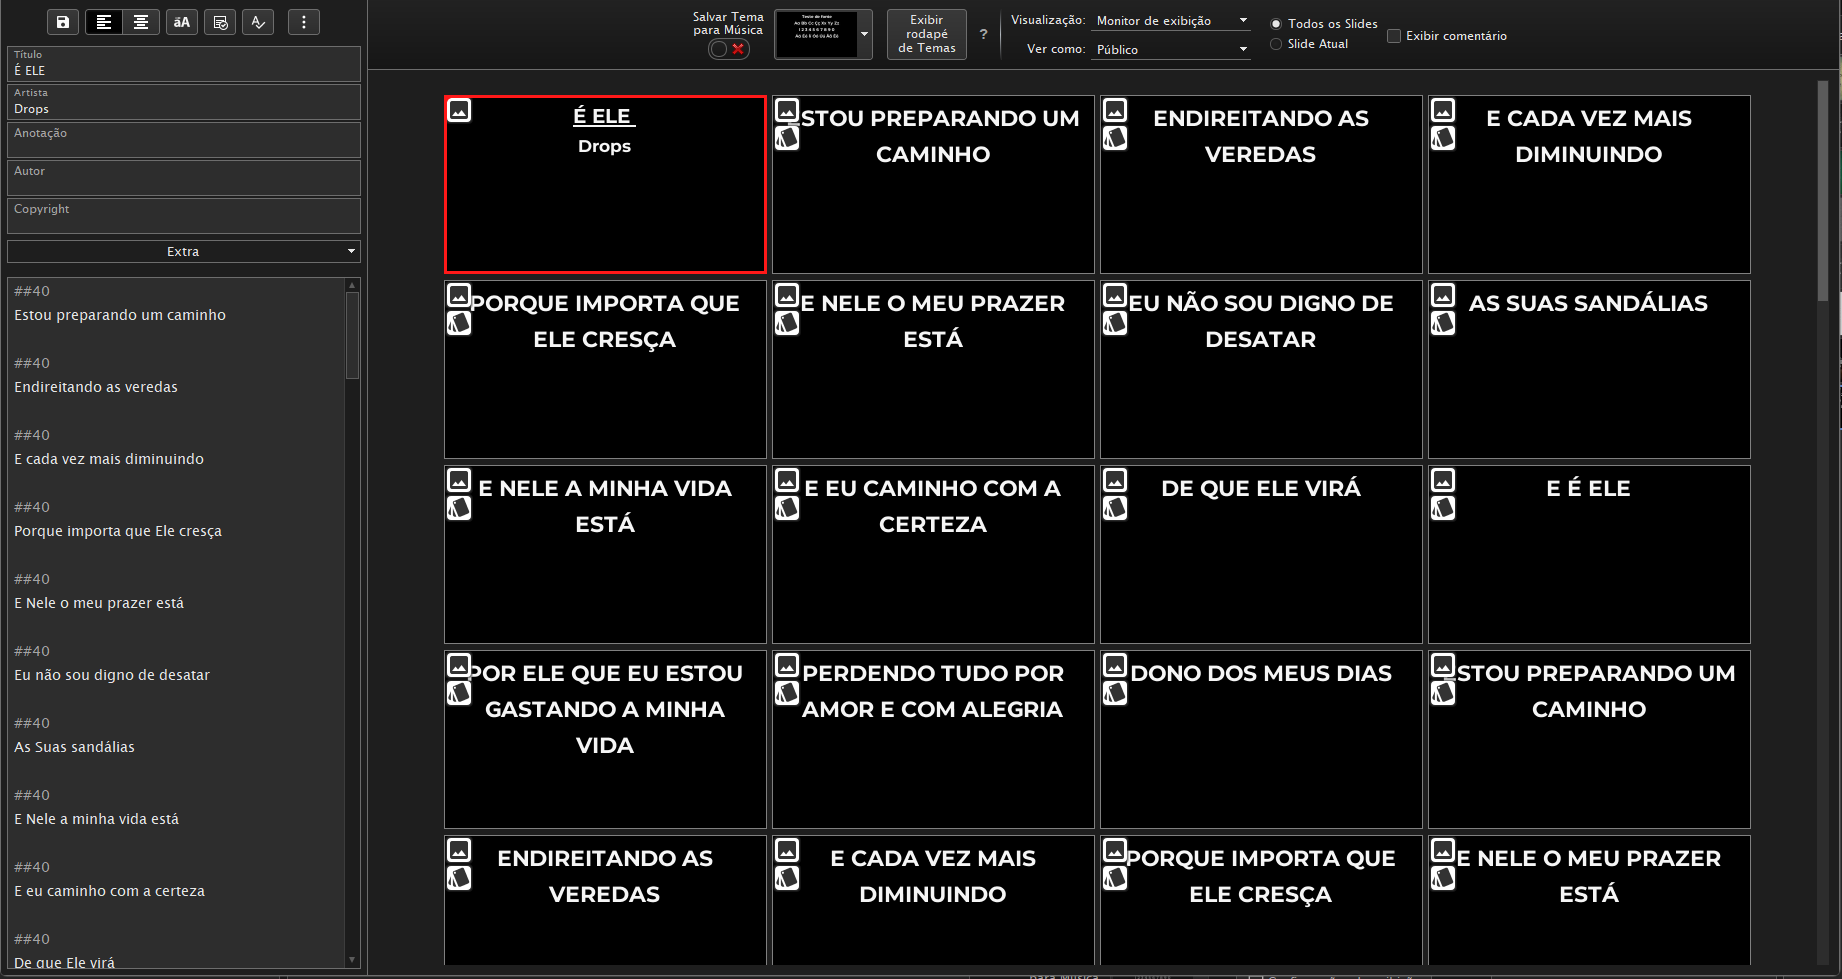 Título
É ELE
Artista
Drops
Anotação
Autor
Copyright
Extra
##40
Estou preparando um caminho
##40
Endireitando as veredas
##40
E cada vez mais diminuindo
##40
Porque importa que Ele cresça
##40
E Nele o meu prazer está
##40
Eu não sou digno de desatar
##40
As Suas sandálias
##40
E Nele a minha vida está
##40
E eu caminho com a certeza
##40
De que Ele virá
Salvar Tema
para Música
Teste de fonte
Exibir
rodapé
de Temas
?
Visualização: Monitor de exibição
Ver como: Público
Todos os Slides
Slide Atual
Exibir comentário
É ELE
Drops
ESTOU PREPARANDO UM
CAMINHO
ENDIREITANDO AS
VEREDAS
E CADA VEZ MAIS
DIMINUINDO
PORQUE IMPORTA QUE
ELE CRESÇA
E NELE O MEU PRAZER
ESTÁ
EU NÃO SOU DIGNO DE
DESATAR
AS SUAS SANDÁLIAS
E NELE A MINHA VIDA
ESTÁ
E EU CAMINHO COM A
CERTEZA
DE QUE ELE VIRÁ
E É ELE
POR ELE QUE EU ESTOU
GASTANDO A MINHA
VIDA
PERDENDO TUDO POR
AMOR E COM ALEGRIA
DONO DOS MEUS DIAS
ESTOU PREPARANDO UM
CAMINHO
ENDIREITANDO AS
VEREDAS
E CADA VEZ MAIS
DIMINUINDO
PORQUE IMPORTA QUE
ELE CRESÇA
E NELE O MEU PRAZER
ESTÁ